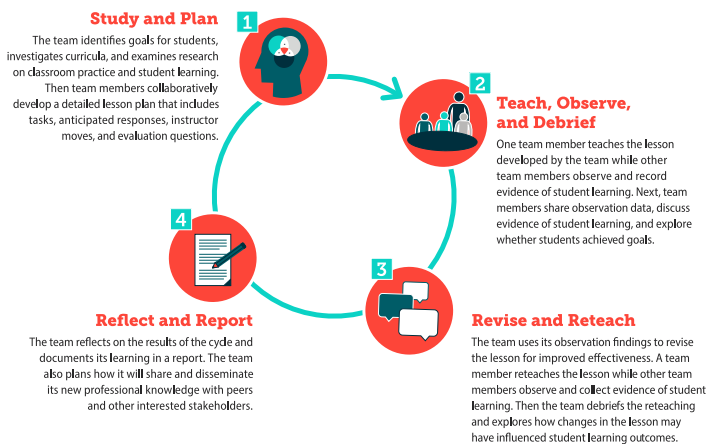 1
Study and Plan
The team identifies goals for students,
investigates curricula, and examines research
on classroom practice and student learning.
Then team members collaboratively
develop a detailed lesson plan that includes
tasks, anticipated responses, instructor
moves, and evaluation questions.
2
Teach, Observe,
and Debrief
One team member teaches the lesson
developed by the team while other
team members observe and record
evidence of student learning. Next, team
members share observation data, discuss
evidence of student learning, and explore
whether students achieved goals.
3
Revise and Reteach
The team uses its observation findings to revise
the lesson for improved effectiveness. A team
member reteaches the lesson while other team
members observe and collect evidence of student
learning. Then the team debriefs the reteaching
and explores how changes in the lesson may
have influenced student learning outcomes.
4
Reflect and Report
The team reflects on the results of the cycle and
documents its learning in a report. The team
also plans how it will share and disseminate
its new professional knowledge with peers
and other interested stakeholders.